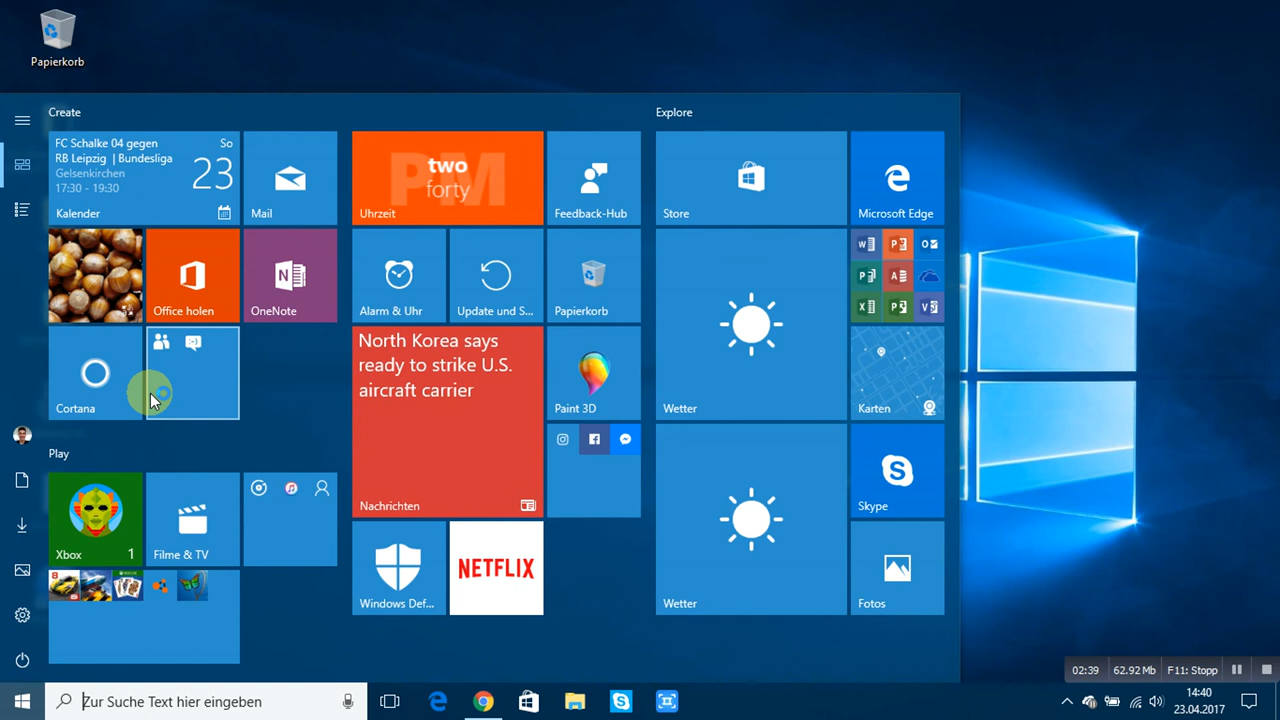 Papierkorb
Create
FC Schalke 04 gegen
RB Leipzig | Bundesliga
Gelsenkirchen
17:30 - 19:30
So
23
Kalender
Mail
Office holen
OneNote
Cortana
Play
Xbox
1
Filme & TV
PM
two
forty
Uhrzeit
Feedback-Hub
Alarm & Uhr
Update und S...
Papierkorb
North Korea says
ready to strike U.S.
aircraft carrier
Nachrichten
Paint 3D
Windows Def...
NETFLIX
Explore
Store
Microsoft Edge
Wetter
Karten
Wetter
Skype
Fotos
02:39
62.92 Mb
F11: Stopp
Zur Suche Text hier eingeben
14:40
23.04.2017